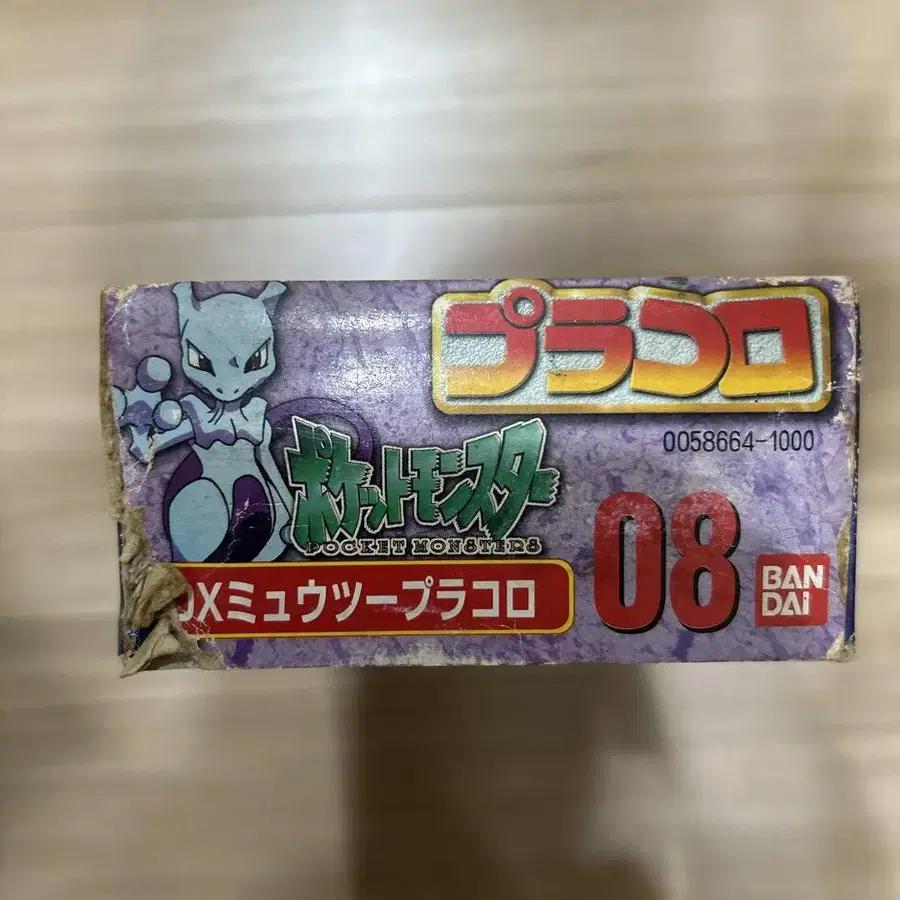 プラコロ
0058664-1000
ポケットモンスター
POCKET MONSTERS
DXミュウツープラコロ
08
BAN
DAI